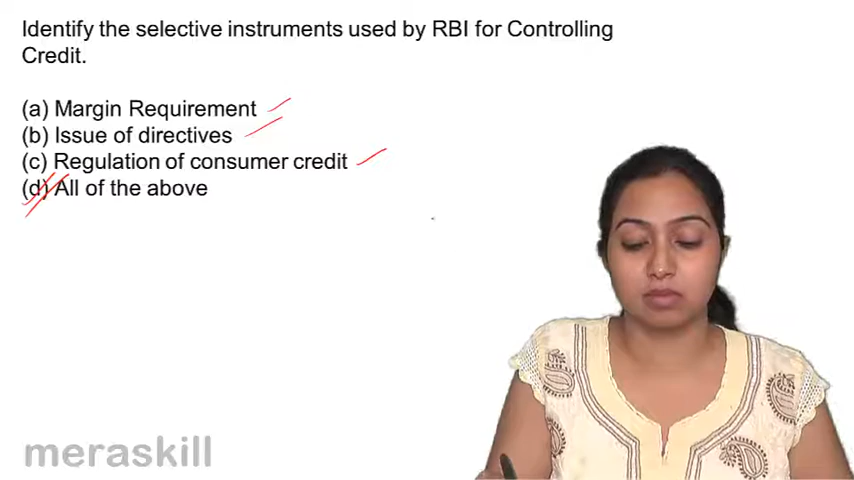 Identify the selective instruments used by RBI for Controlling
Credit.
(a) Margin Requirement
(b) Issue of directives
(c) Regulation of consumer credit
(d) All of the above
meraskill